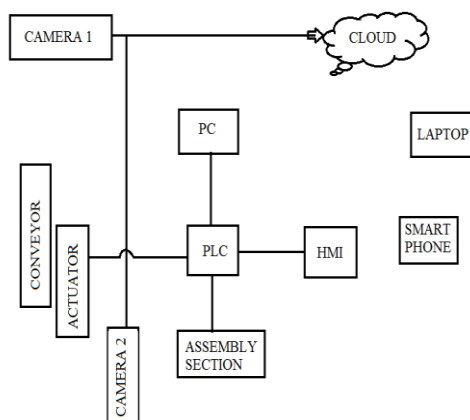 CAMERA 1
CLOUD
PC
LAPTOP
CONVEYOR
ACTUATOR
PLC
HMI
SMART
PHONE
CAMERA 2
ASSEMBLY
SECTION